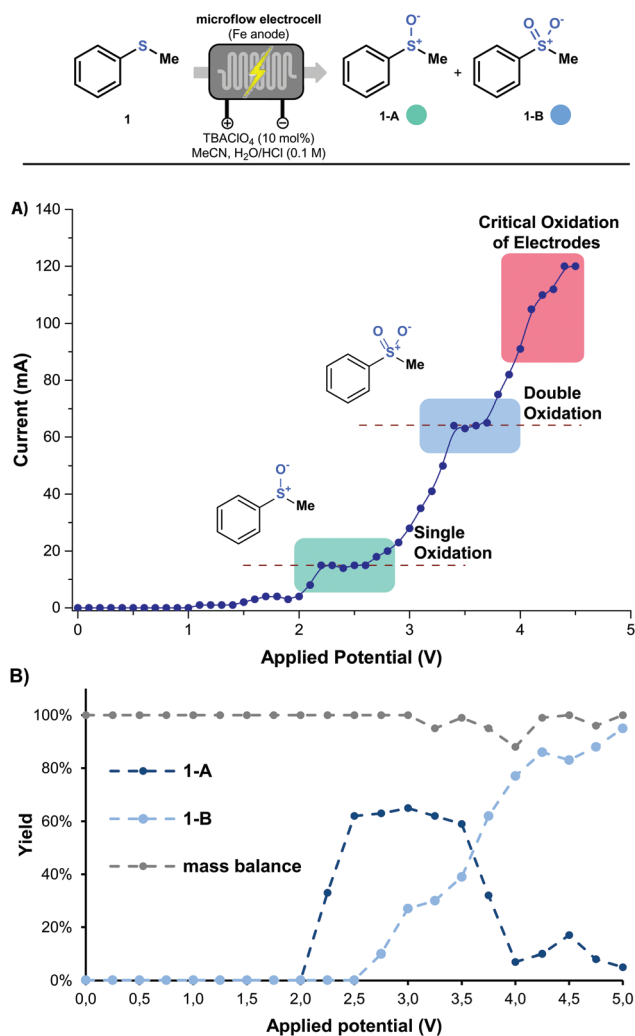 microflow electrocell
(Fe anode)
S
Me
1
+
−
TBAClO₄ (10 mol%)
MeCN, H₂O/HCl (0.1 M)
O⁻
S⁺
Me
1-A
+
O
O⁻
S⁺
Me
1-B
A)
Current (mA)
140
120
100
80
60
40
20
0
Critical Oxidation
of Electrodes
O
O⁻
S⁺
Me
Double
Oxidation
O⁻
S⁺
Me
Single
Oxidation
0 1 2 3 4 5
Applied Potential (V)
B)
Yield
100%
80%
60%
40%
20%
0%
1-A
1-B
mass balance
0,0 0,5 1,0 1,5 2,0 2,5 3,0 3,5 4,0 4,5 5,0
Applied potential (V)